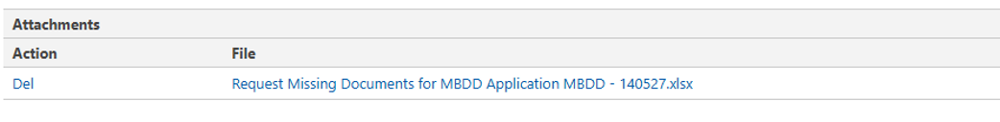 Attachments
Action File
Del Request Missing Documents for MBDD Application MBDD - 140527.xlsx